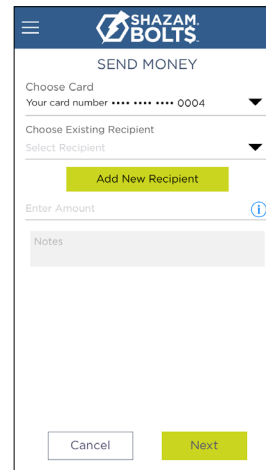 SHAZAM.
BOLT$.
SEND MONEY
Choose Card
Your card number •••• •••• •••• 0004
Choose Existing Recipient
Select Recipient
Add New Recipient
Enter Amount
i
Notes
Cancel
Next